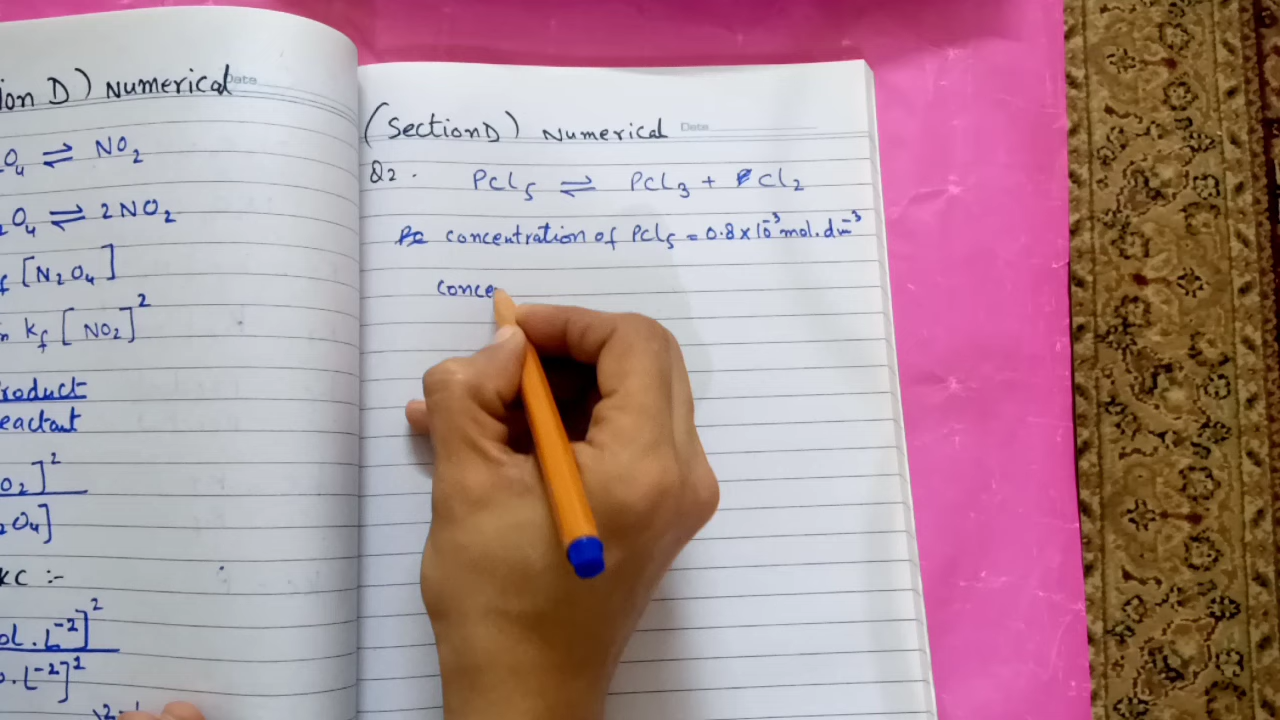 ion D) Numerical Date
O4 ⇌ NO2
2O4 ⇌ 2NO2
f [N2O4]
n kf [NO2]^2
roduct
eactant
O2]^2
2O4]
KC :-
ol. L^-2]^2
. L^-2]^2
(Section D) Numerical Date
Q2. PCl5 ⇌ PCl3 + Cl2
concentration of PCl5 = 0.8 x 10^-3 mol. dm^-3
Conce